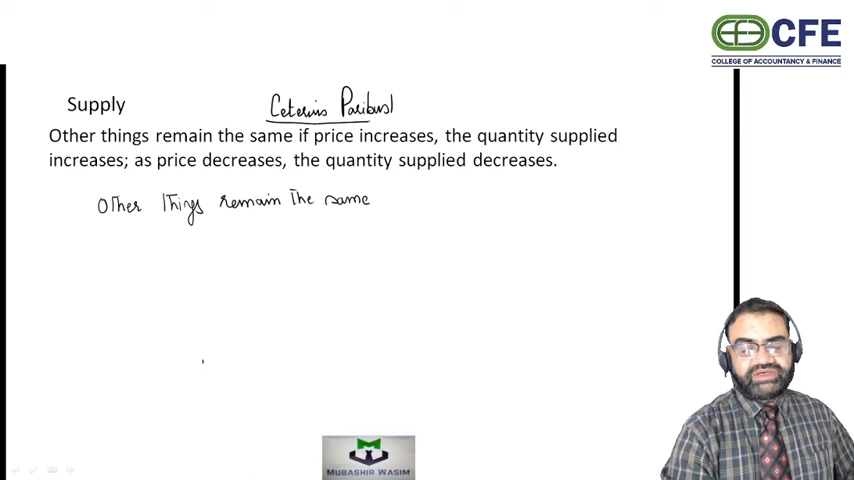 CFE
COLLEGE OF ACCOUNTANCY & FINANCE
Supply
Ceterius Paribus
Other things remain the same if price increases, the quantity supplied
increases; as price decreases, the quantity supplied decreases.
Other Things remain The same
MUBASHIR WASIM